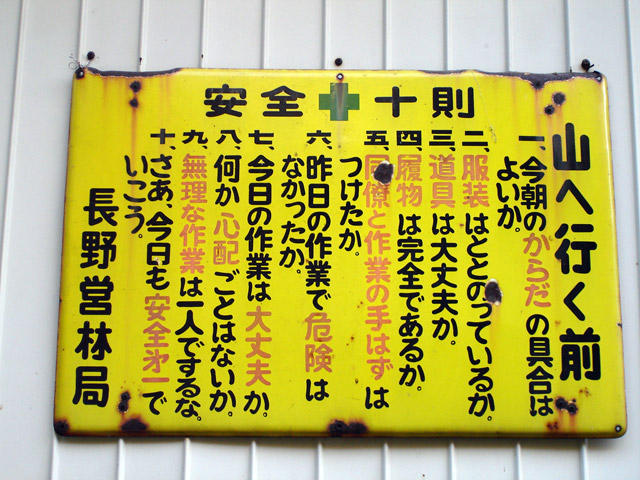 安全十則
山へ行く前
一、今朝のからだの具合は
よいか。
二、服装はととのっているか。
三、道具は大丈夫か。
四、履物は完全であるか。
五、同僚と作業の手はずは
つけたか。
六、昨日の作業で危険は
なかったか。
七、今日の作業は大丈夫か。
八、何か心配ごとはないか。
九、無理な作業は一人でするな。
十、さあ、今日も安全㐧一で
いこう。
長野営林局